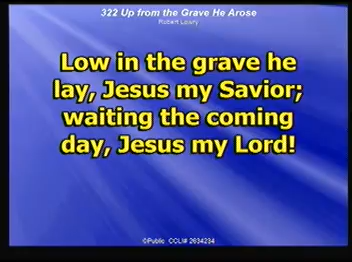 322 Up from the Grave He Arose
Robert Lowry
Low in the grave he
lay, Jesus my Savior;
waiting the coming
day, Jesus my Lord!
©Public CCLI# 2634234